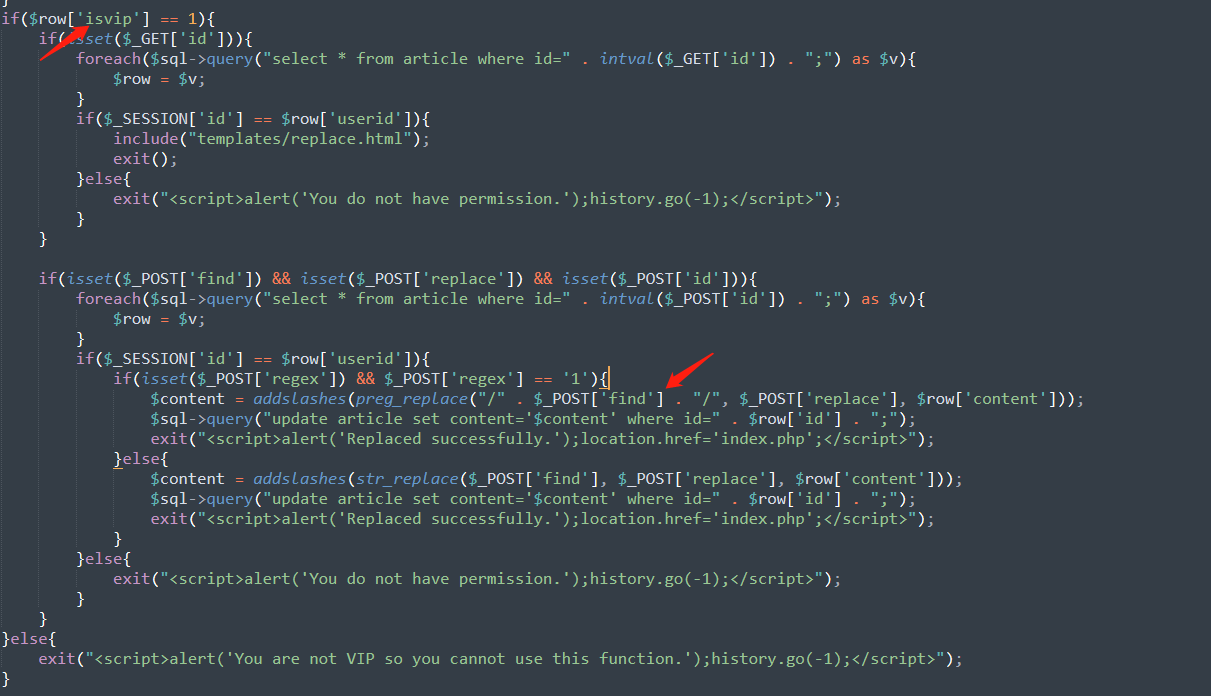 }
if($row['isvip'] == 1){
    if(isset($_GET['id'])){
        foreach($sql->query("select * from article where id=" . intval($_GET['id']) . ";") as $v){
            $row = $v;
        }
        if($_SESSION['id'] == $row['userid']){
            include("templates/replace.html");
            exit();
        }else{
            exit("<script>alert('You do not have permission.');history.go(-1);</script>");
        }
    }

    if(isset($_POST['find']) && isset($_POST['replace']) && isset($_POST['id'])){
        foreach($sql->query("select * from article where id=" . intval($_POST['id']) . ";") as $v){
            $row = $v;
        }
        if($_SESSION['id'] == $row['userid']){
            if(isset($_POST['regex']) && $_POST['regex'] == '1'){
                $content = addslashes(preg_replace("/" . $_POST['find'] . "/", $_POST['replace'], $row['content']));
                $sql->query("update article set content='$content' where id=" . $row['id'] . ";");
                exit("<script>alert('Replaced successfully.');location.href='index.php';</script>");
            }else{
                $content = addslashes(str_replace($_POST['find'], $_POST['replace'], $row['content']));
                $sql->query("update article set content='$content' where id=" . $row['id'] . ";");
                exit("<script>alert('Replaced successfully.');location.href='index.php';</script>");
            }
        }else{
            exit("<script>alert('You do not have permission.');history.go(-1);</script>");
        }
    }
}else{
    exit("<script>alert('You are not VIP so you cannot use this function.');history.go(-1);</script>");
}